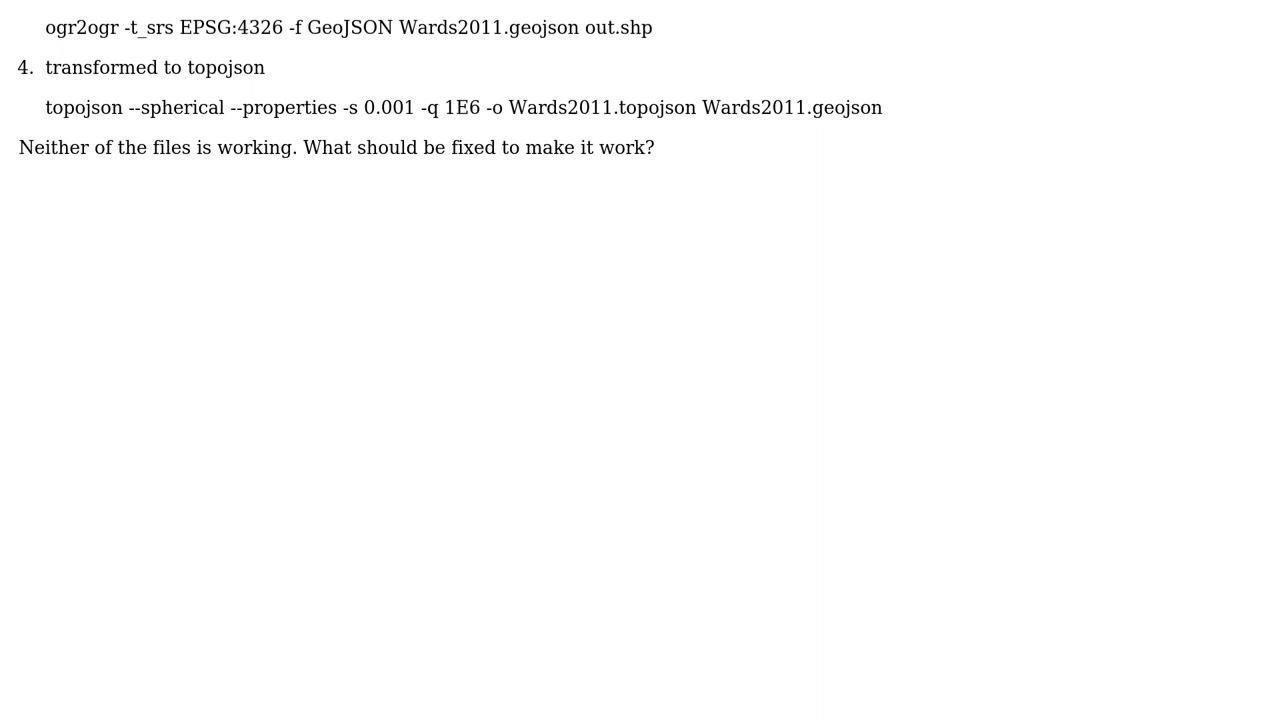 ogr2ogr -t_srs EPSG:4326 -f GeoJSON Wards2011.geojson out.shp
4. transformed to topojson
topojson --spherical --properties -s 0.001 -q 1E6 -o Wards2011.topojson Wards2011.geojson
Neither of the files is working. What should be fixed to make it work?